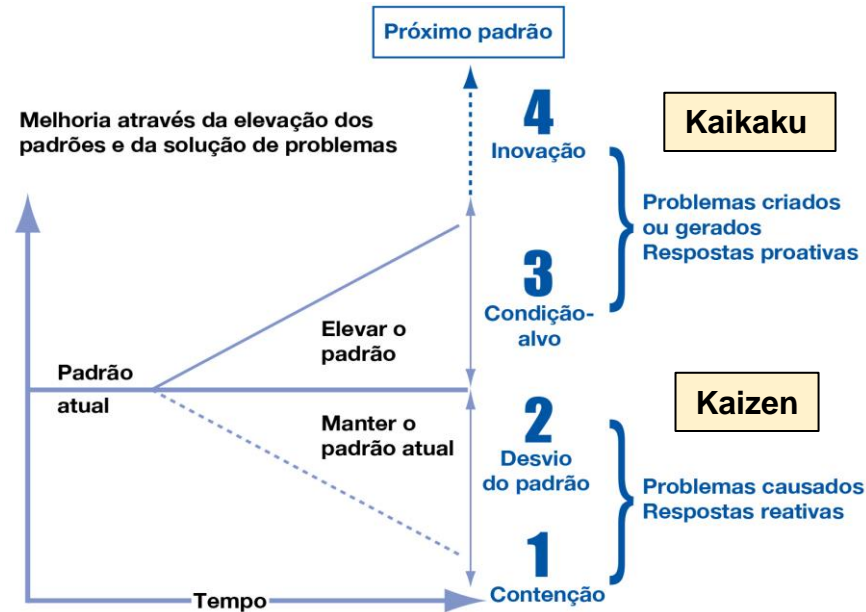 Próximo padrão
Melhoria através da elevação dos
padrões e da solução de problemas
4
Inovação
Kaikaku
Problemas criados
ou gerados
Respostas proativas
3
Condição-
alvo
Elevar o
padrão
Padrão
atual
Manter o
padrão atual
2
Desvio
do padrão
Kaizen
Problemas causados
Respostas reativas
1
Contenção
Tempo